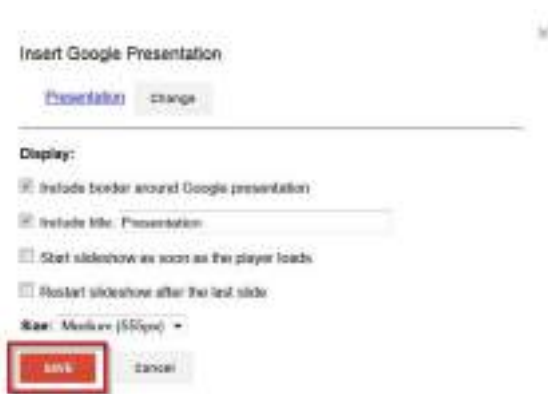 Insert Google Presentation
Presentation Change
Display:
Include border around Google presentation
Include title: Presentation
Start slideshow as soon as the player loads
Restart slideshow after the last slide
Size: Medium (555px)
SAVE Cancel